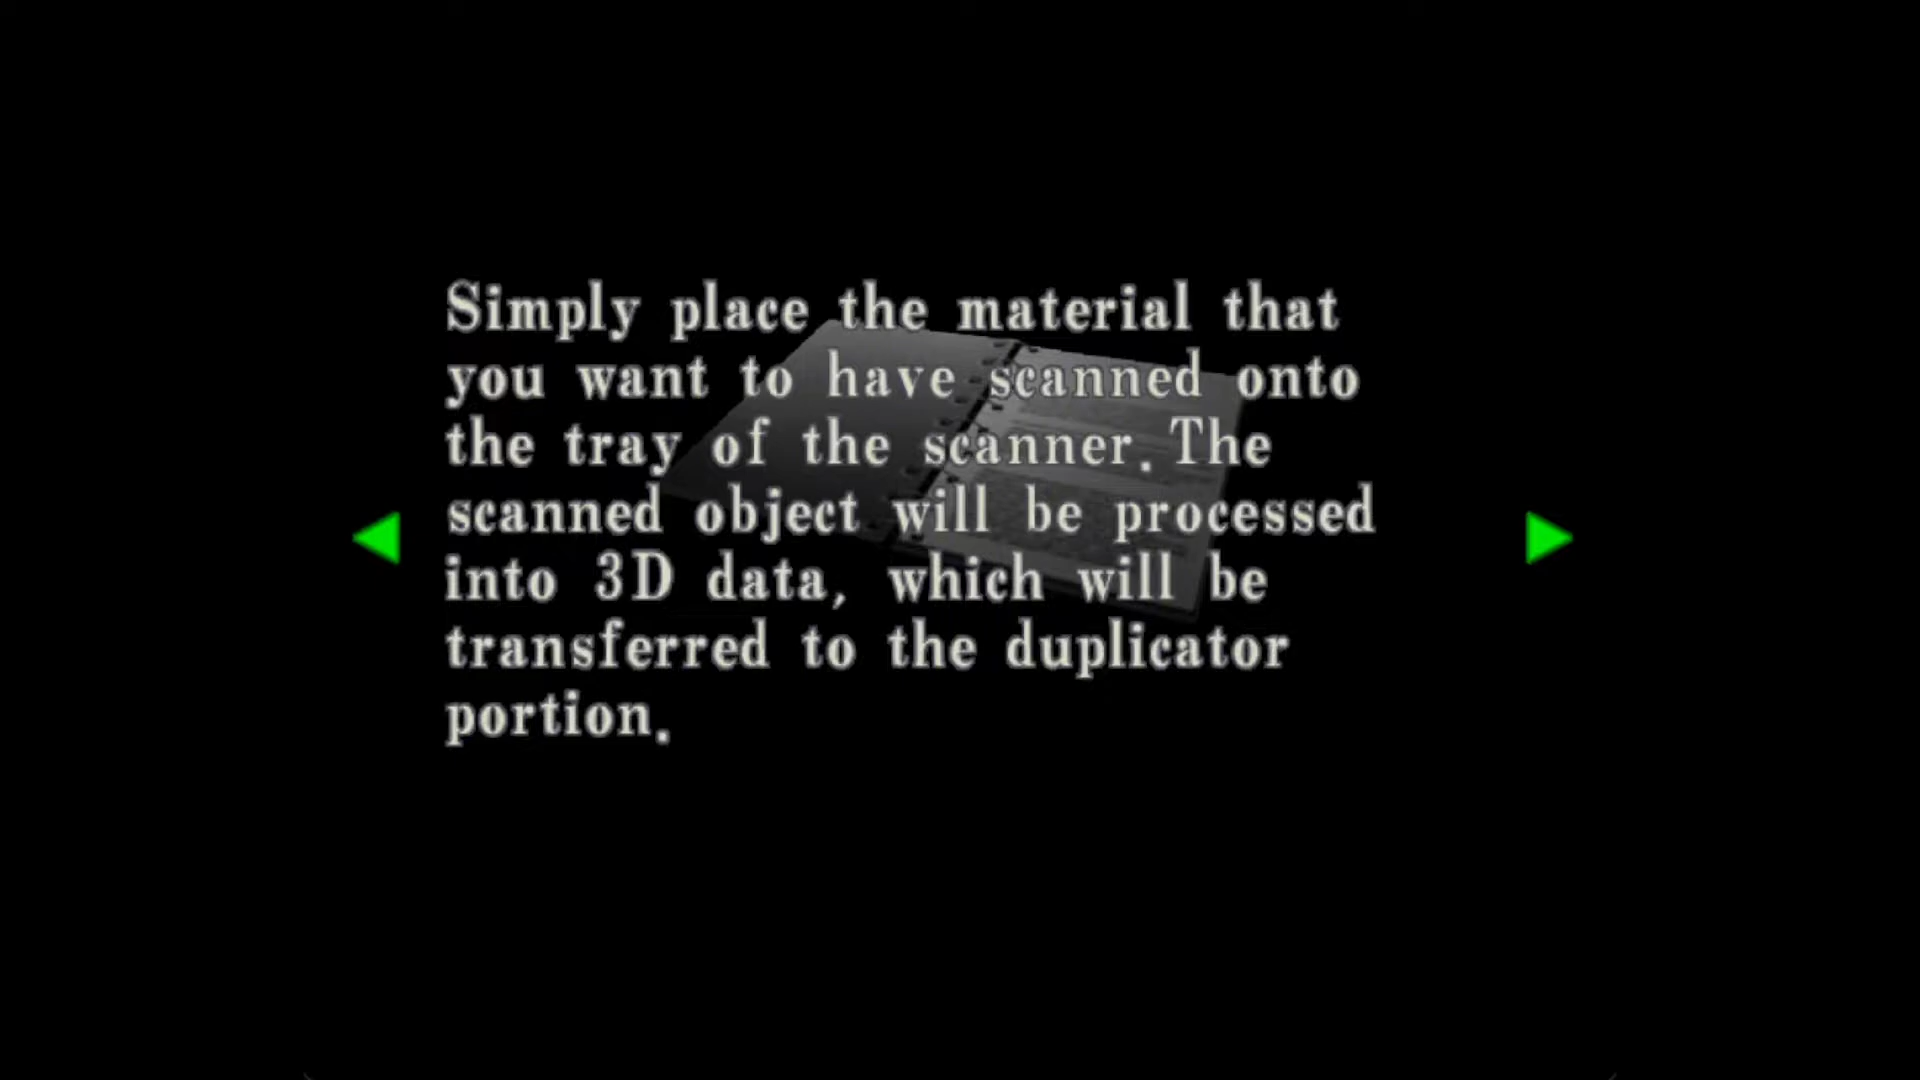 Simply place the material that
you want to have scanned onto
the tray of the scanner. The
scanned object will be processed
into 3D data, which will be
transferred to the duplicator
portion.